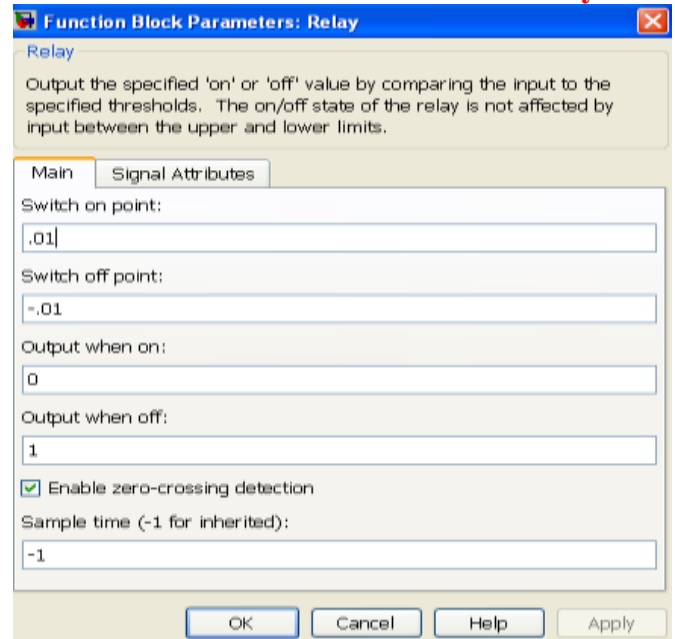 Function Block Parameters: Relay
Relay
Output the specified 'on' or 'off' value by comparing the input to the
specified thresholds. The on/off state of the relay is not affected by
input between the upper and lower limits.
Main Signal Attributes
Switch on point:
.01
Switch off point:
-.01
Output when on:
0
Output when off:
1
Enable zero-crossing detection
Sample time (-1 for inherited):
-1
OK Cancel Help Apply